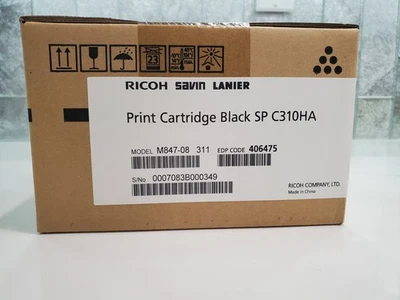 23
RICOH savin LANIER
Print Cartridge Black SP C310HA
MODEL M847-08 311 EDP CODE 406475
S/No. 0007083B000349
RICOH COMPANY, LTD.
Made in China